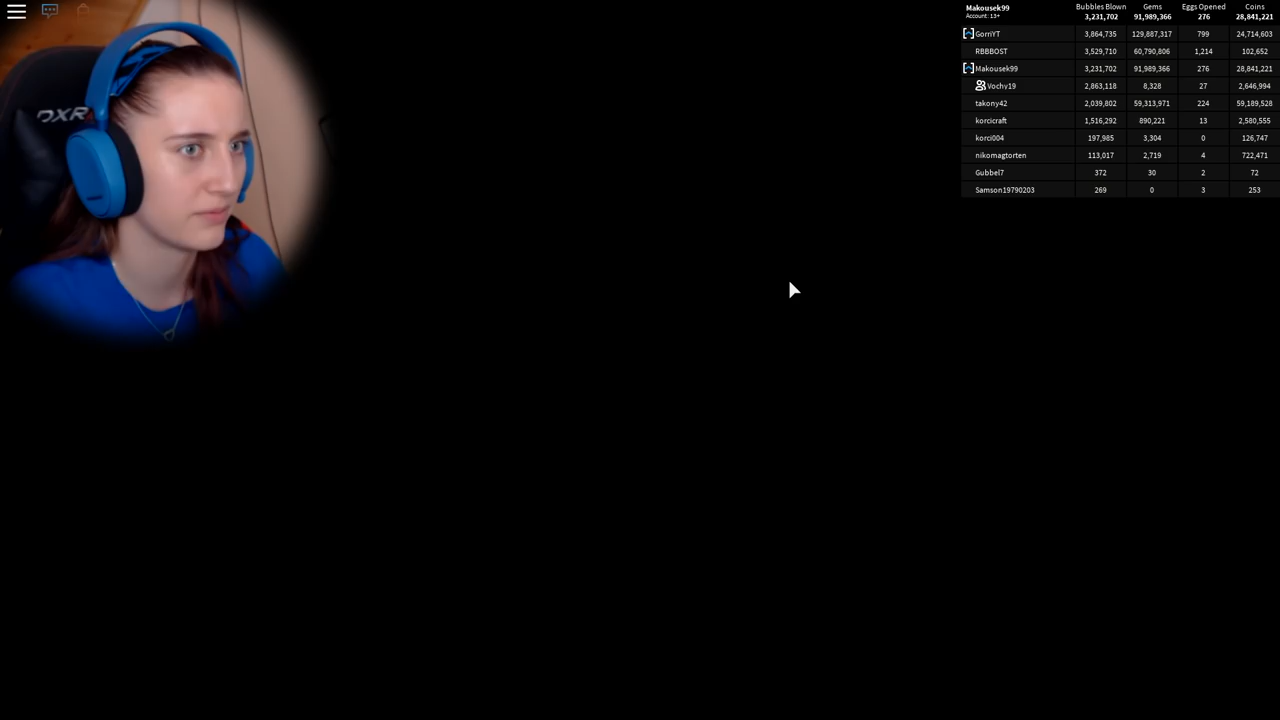 DXR
Makousek99 Bubbles Blown Gems Eggs Opened Coins
Account: 13+ 3,231,702 91,989,366 276 28,841,221
GorriYT 3,864,735 129,887,317 799 24,714,603
RBBBOST 3,529,710 60,790,806 1,214 102,652
Makousek99 3,231,702 91,989,366 276 28,841,221
Vochy19 2,863,118 8,328 27 2,646,994
takony42 2,039,802 59,313,971 224 59,189,528
korcicraft 1,516,292 890,221 13 2,580,555
korci004 197,985 3,304 0 126,747
nikomagtorten 113,017 2,719 4 722,471
Gubbel7 372 30 2 72
Samson19790203 269 0 3 253